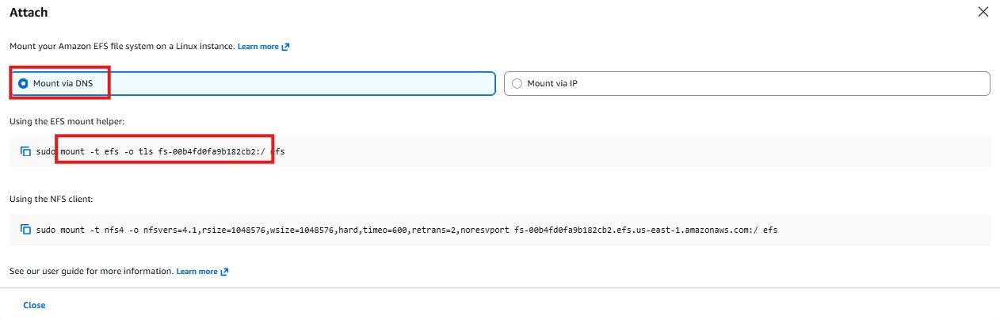 Attach
Mount your Amazon EFS file system on a Linux instance. Learn more
Mount via DNS
Mount via IP
Using the EFS mount helper:
sudo mount -t efs -o tls fs-00b4fd0fa9b182cb2:/ efs
Using the NFS client:
sudo mount -t nfs4 -o nfsvers=4.1,rsize=1048576,wsize=1048576,hard,timeo=600,retrans=2,noresvport fs-00b4fd0fa9b182cb2.efs.us-east-1.amazonaws.com:/ efs
See our user guide for more information. Learn more
Close